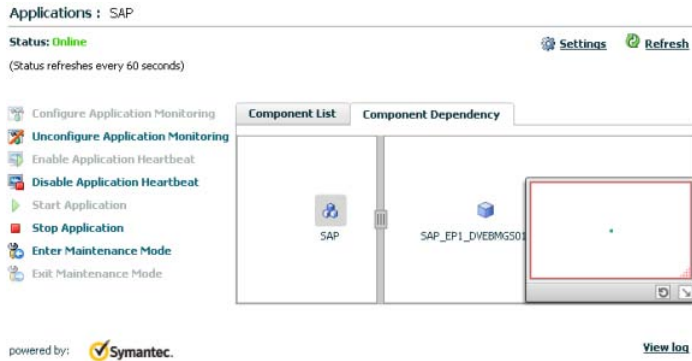 Applications : SAP
Status: Online
Settings
Refresh
(Status refreshes every 60 seconds)
Configure Application Monitoring
Unconfigure Application Monitoring
Enable Application Heartbeat
Disable Application Heartbeat
Start Application
Stop Application
Enter Maintenance Mode
Exit Maintenance Mode
Component List
Component Dependency
SAP
SAP_EP1_DVEBMGS01
powered by:
Symantec.
View log